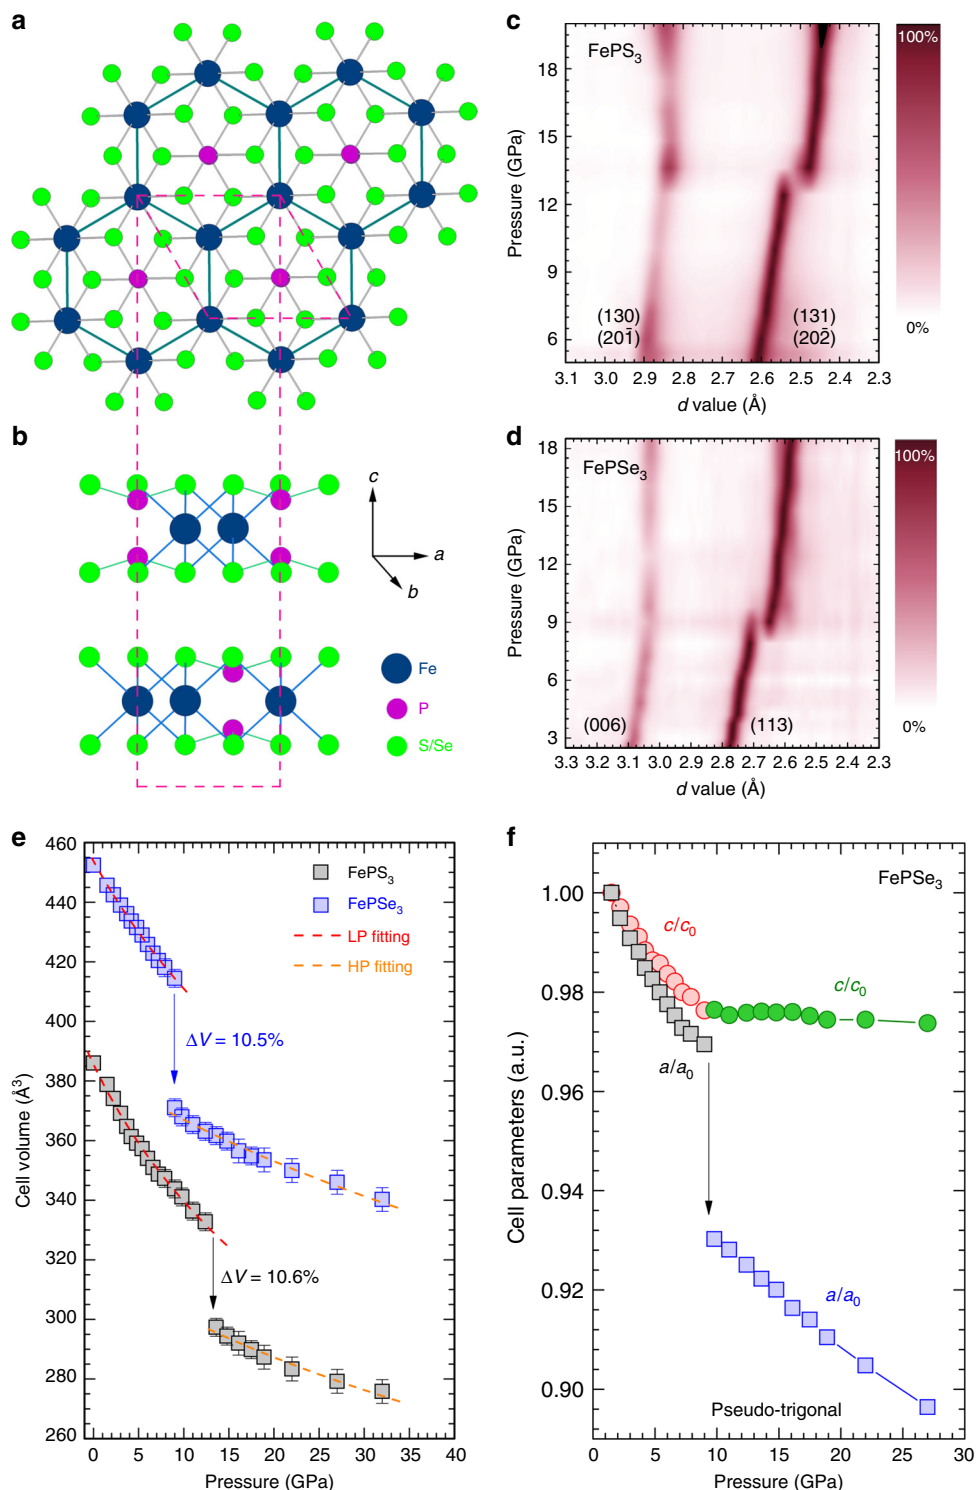 a
b
c
a
b
Fe
P
S/Se
c
FePS₃
Pressure (GPa)
18
15
12
9
6
(130)
(201̄)
(131)
(202̄)
3.1 3.0 2.9 2.8 2.7 2.6 2.5 2.4 2.3
d value (Å)
100%
0%
d
FePSe₃
Pressure (GPa)
18
15
12
9
6
3
(006)
(113)
3.3 3.2 3.1 3.0 2.9 2.8 2.7 2.6 2.5 2.4 2.3
d value (Å)
100%
0%
e
Cell volume (Å³)
460
440
420
400
380
360
340
320
300
280
260
FePS₃
FePSe₃
LP fitting
HP fitting
ΔV = 10.5%
ΔV = 10.6%
0 5 10 15 20 25 30 35 40
Pressure (GPa)
f
FePSe₃
Cell parameters (a.u.)
1.00
0.98
0.96
0.94
0.92
0.90
c/c₀
c/c₀
a/a₀
a/a₀
Pseudo-trigonal
0 5 10 15 20 25 30
Pressure (GPa)